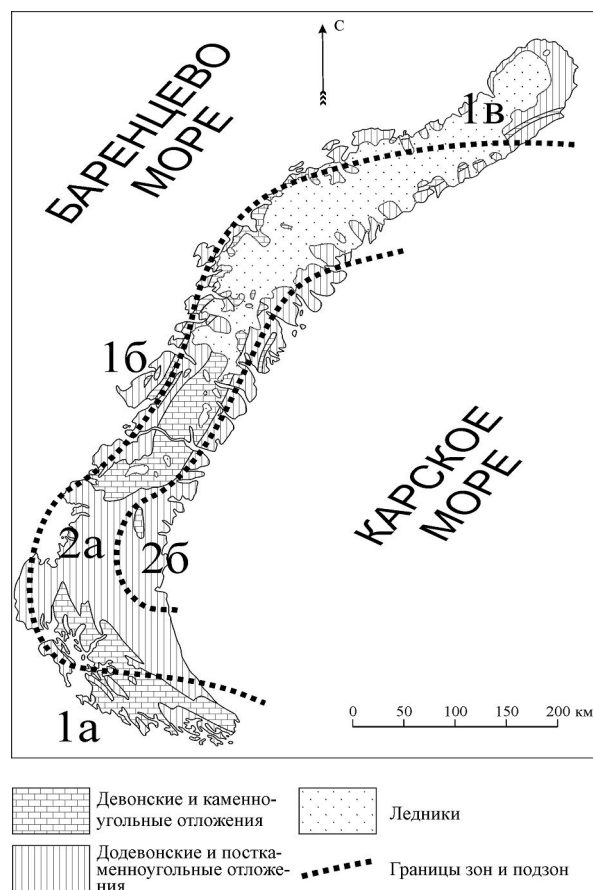 С
БАРЕНЦЕВО
МОРЕ
1в
1б
КАРСКОЕ
МОРЕ
2а
2б
1а
0 50 100 150 200 км
Девонские и каменно-
угольные отложения
Ледники
Додевонские и постка-
менноугольные отложе-
ния
Границы зон и подзон